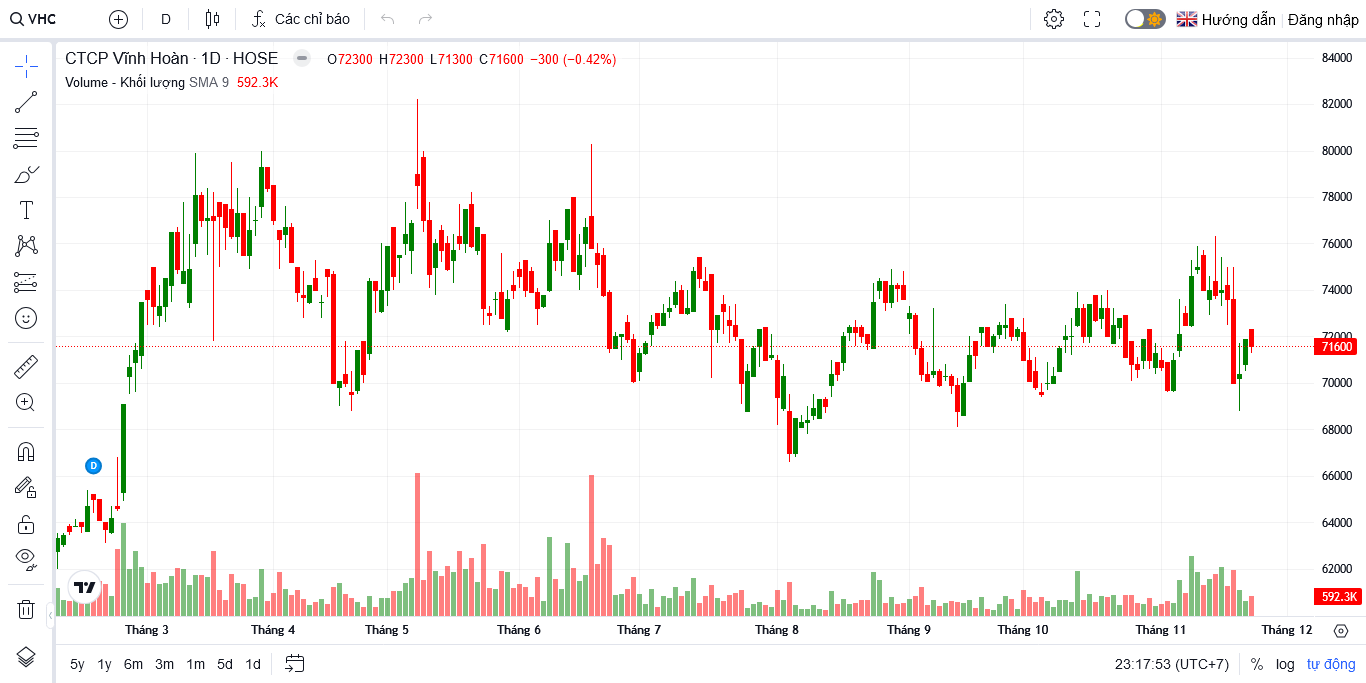 VHC D Các chỉ báo Hướng dẫn Đăng nhập
CTCP Vĩnh Hoàn · 1D · HOSE O72300 H72300 L71300 C71600 −300 (−0.42%)
Volume - Khối lượng SMA 9 592.3K
84000
82000
80000
78000
76000
74000
72000
71600
70000
68000
66000
64000
62000
592.3K
D
Tháng 3 Tháng 4 Tháng 5 Tháng 6 Tháng 7 Tháng 8 Tháng 9 Tháng 10 Tháng 11 Tháng 12
5y 1y 6m 3m 1m 5d 1d 23:17:53 (UTC+7) % log tự động